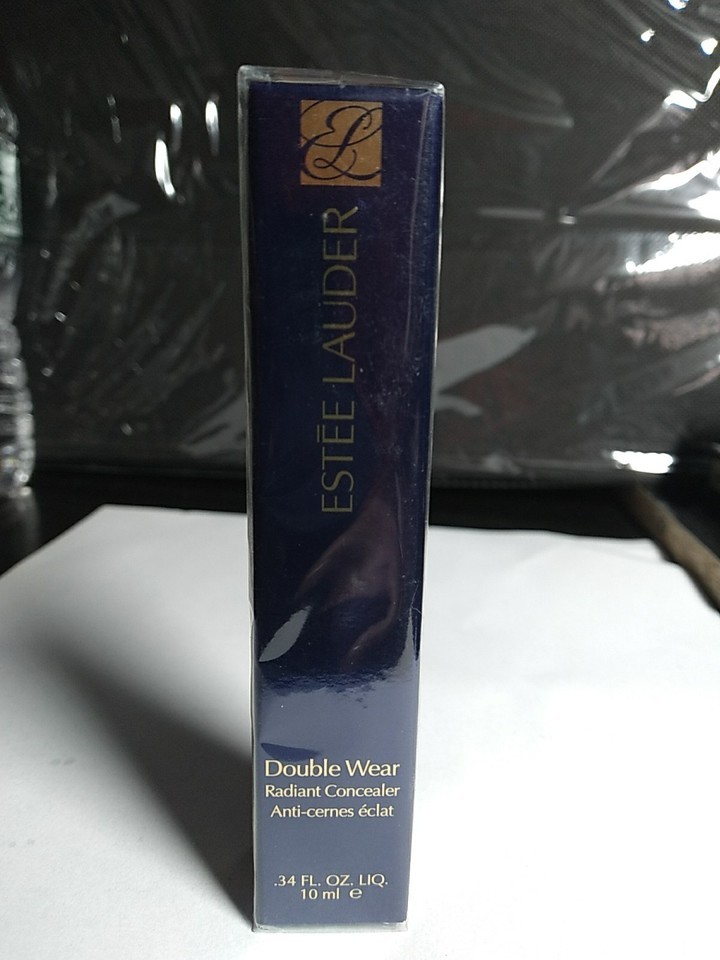 EL
ESTĒE LAUDER
Double Wear
Radiant Concealer
Anti-cernes éclat
.34 FL. OZ. LIQ.
10 ml ℮